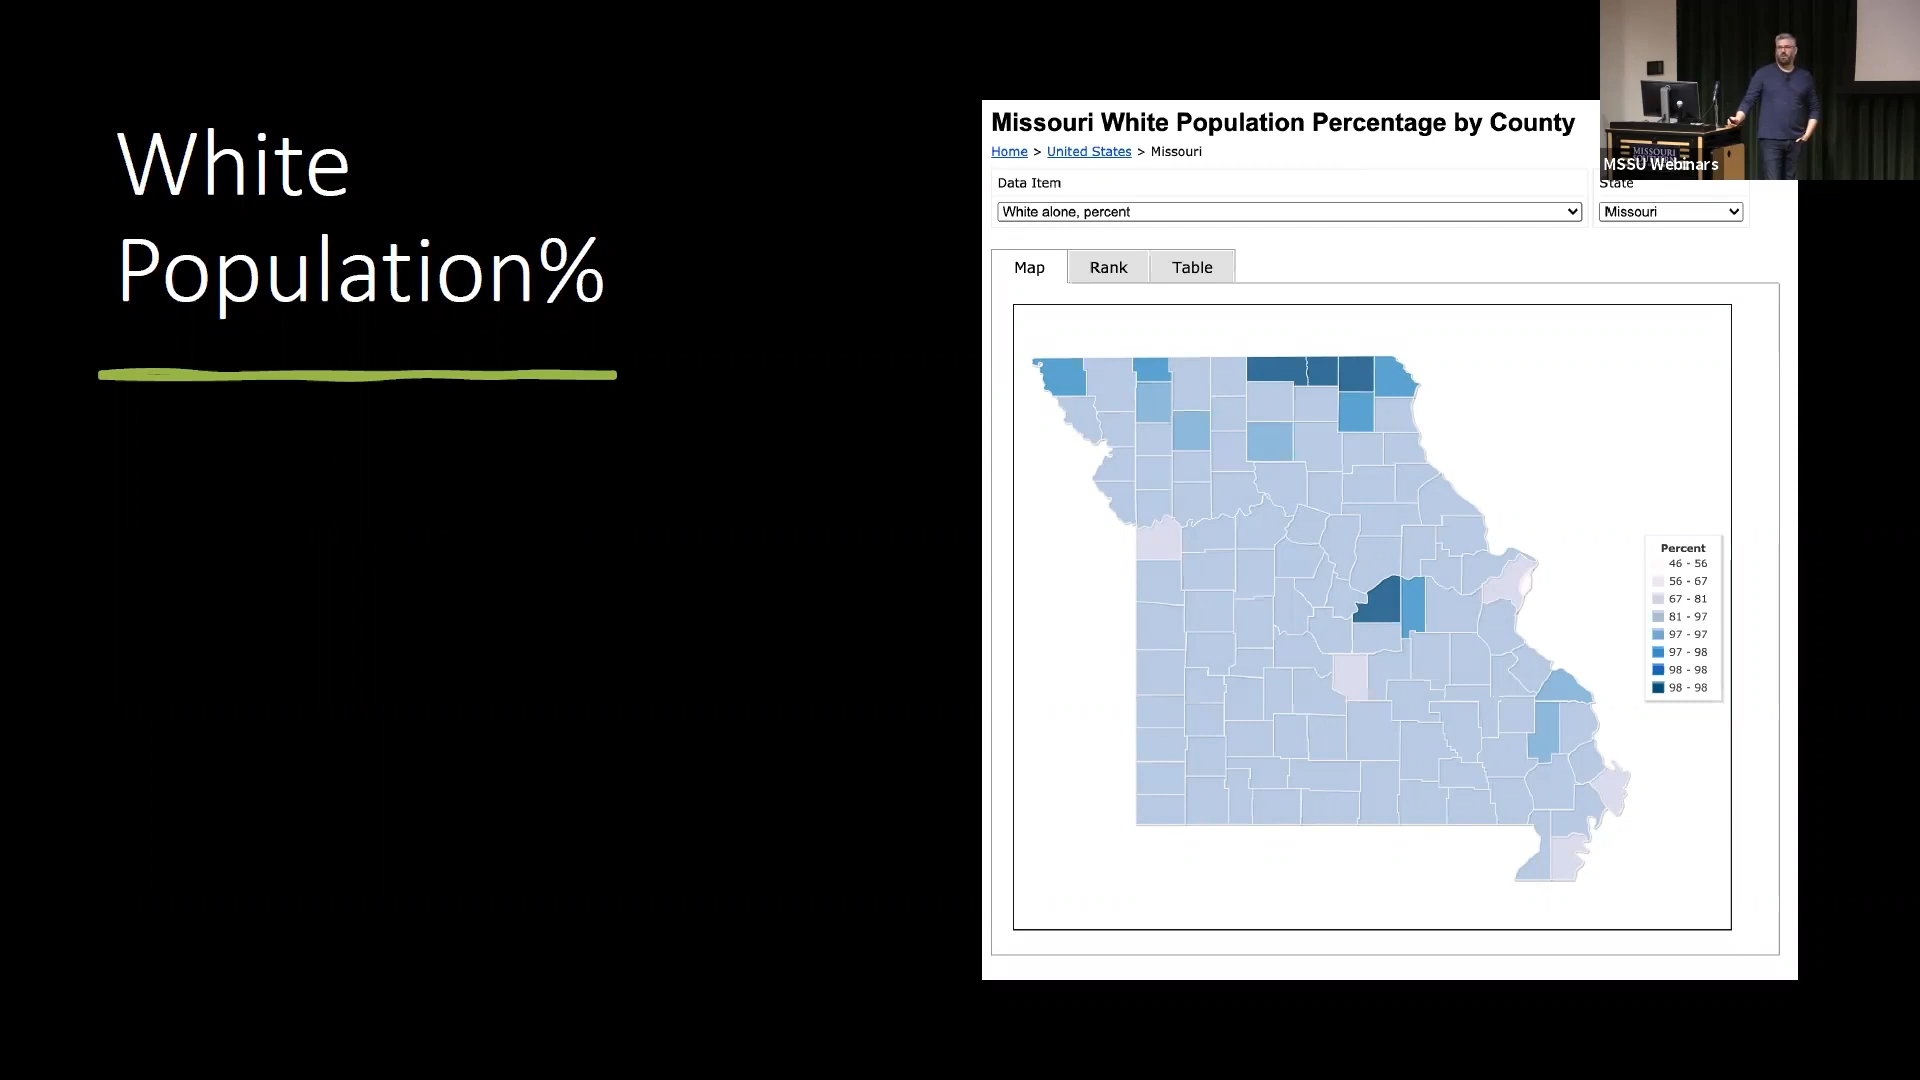 White
Population%
Missouri White Population Percentage by County
Home > United States > Missouri
Data Item
State
White alone, percent
Missouri
Map
Rank
Table
Percent
46 - 56
56 - 67
67 - 81
81 - 97
97 - 97
97 - 98
98 - 98
98 - 98
MISSOURI
MSSU Webinars